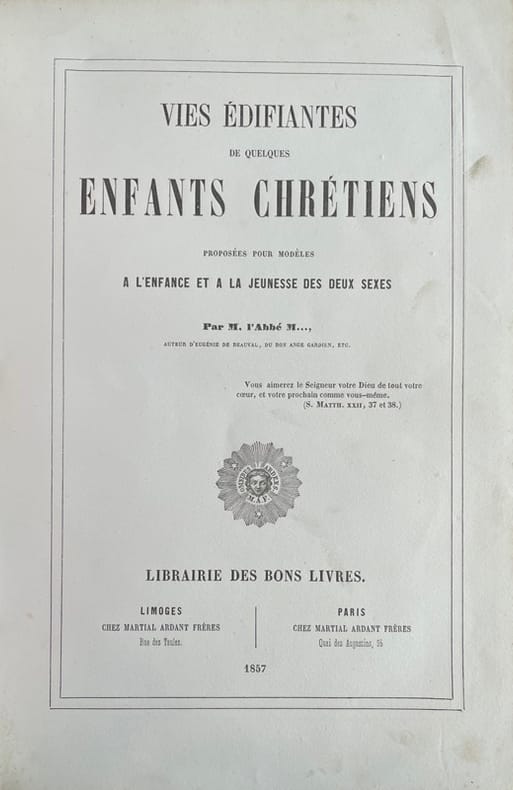 VIES ÉDIFIANTES
DE QUELQUES
ENFANTS CHRÉTIENS
PROPOSÉES POUR MODÈLES
A L'ENFANCE ET A LA JEUNESSE DES DEUX SEXES
Par M. l'Abbé M...,
AUTEUR D'EUGÉNIE DE BEAUVAL, DU BON ANGE GARDIEN, ETC.
Vous aimerez le Seigneur votre Dieu de tout votre
cœur, et votre prochain comme vous-même.
(S. MATTH. XXII, 37 et 38.)
OMNIBUS ARDENS.
M.A.F.
LIBRAIRIE DES BONS LIVRES.
LIMOGES
CHEZ MARTIAL ARDANT FRÈRES
Rue des Taules.
PARIS
CHEZ MARTIAL ARDANT FRÈRES
Quai des Augustins, 25
1857